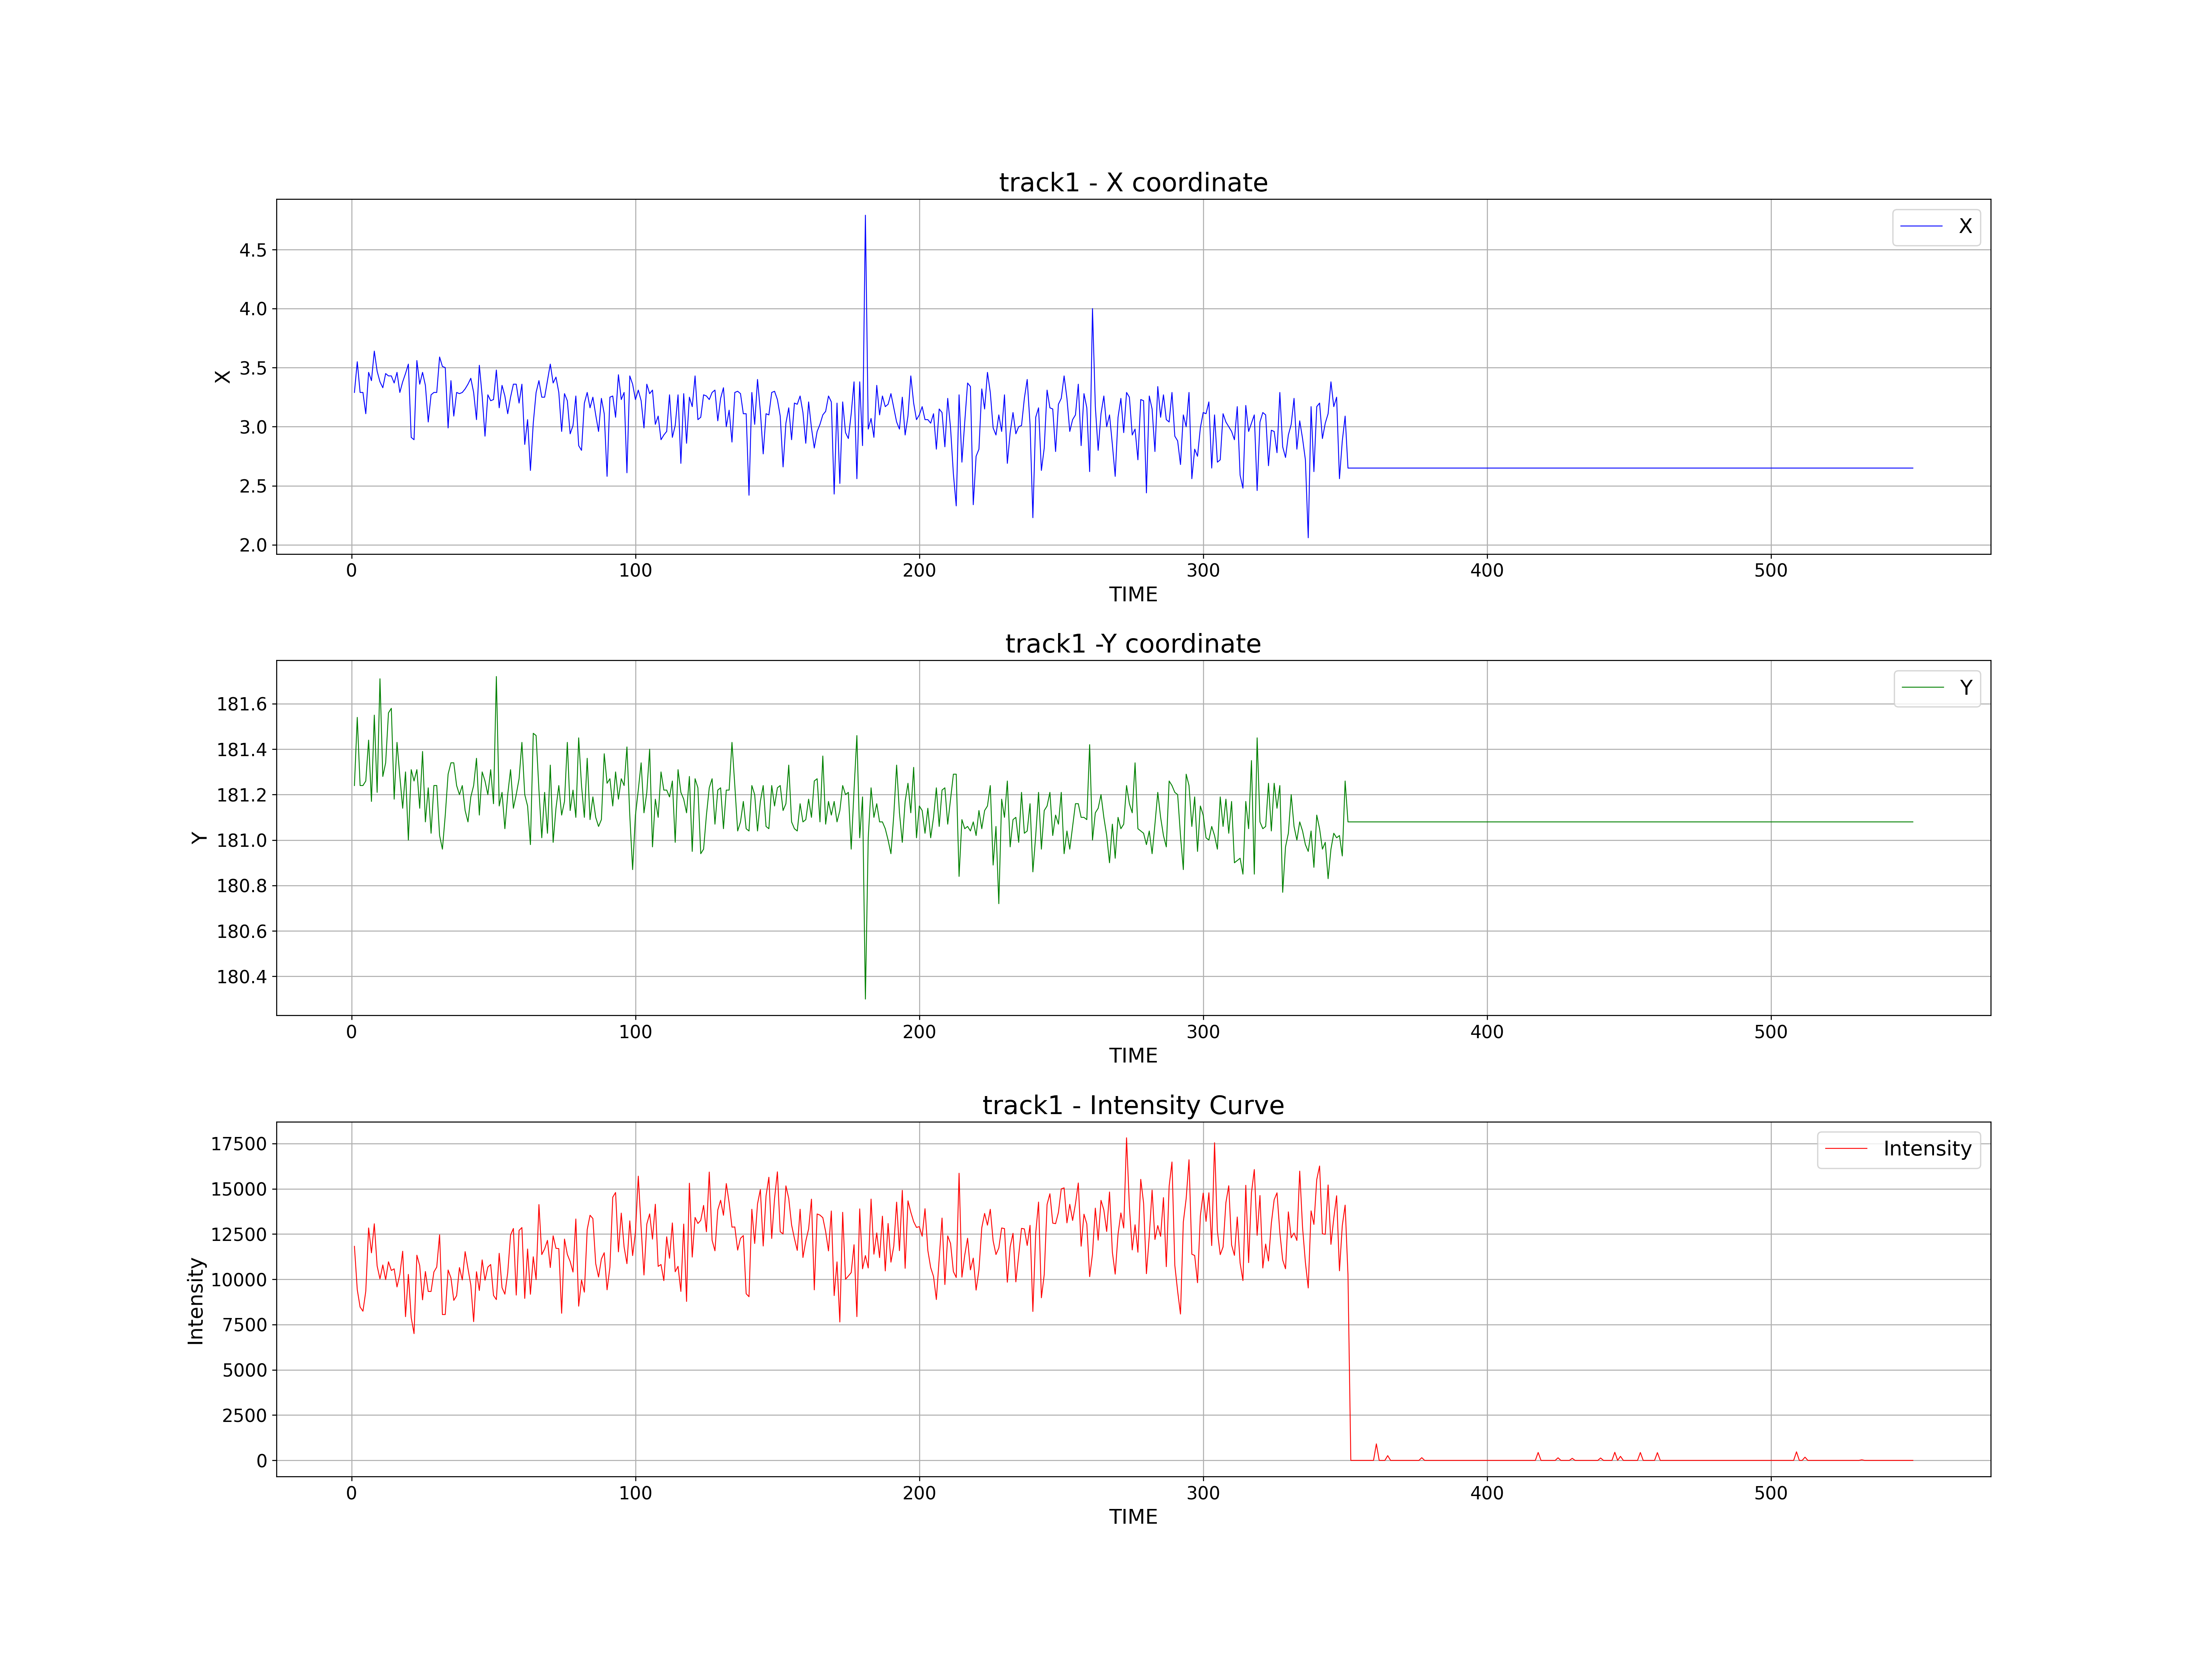 track1 - X coordinate
X
4.5
4.0
3.5
3.0
2.5
2.0
X
0 100 200 300 400 500
TIME
track1 -Y coordinate
Y
181.6
181.4
181.2
181.0
180.8
180.6
180.4
Y
0 100 200 300 400 500
TIME
track1 - Intensity Curve
Intensity
17500
15000
12500
10000
7500
5000
2500
0
Intensity
0 100 200 300 400 500
TIME